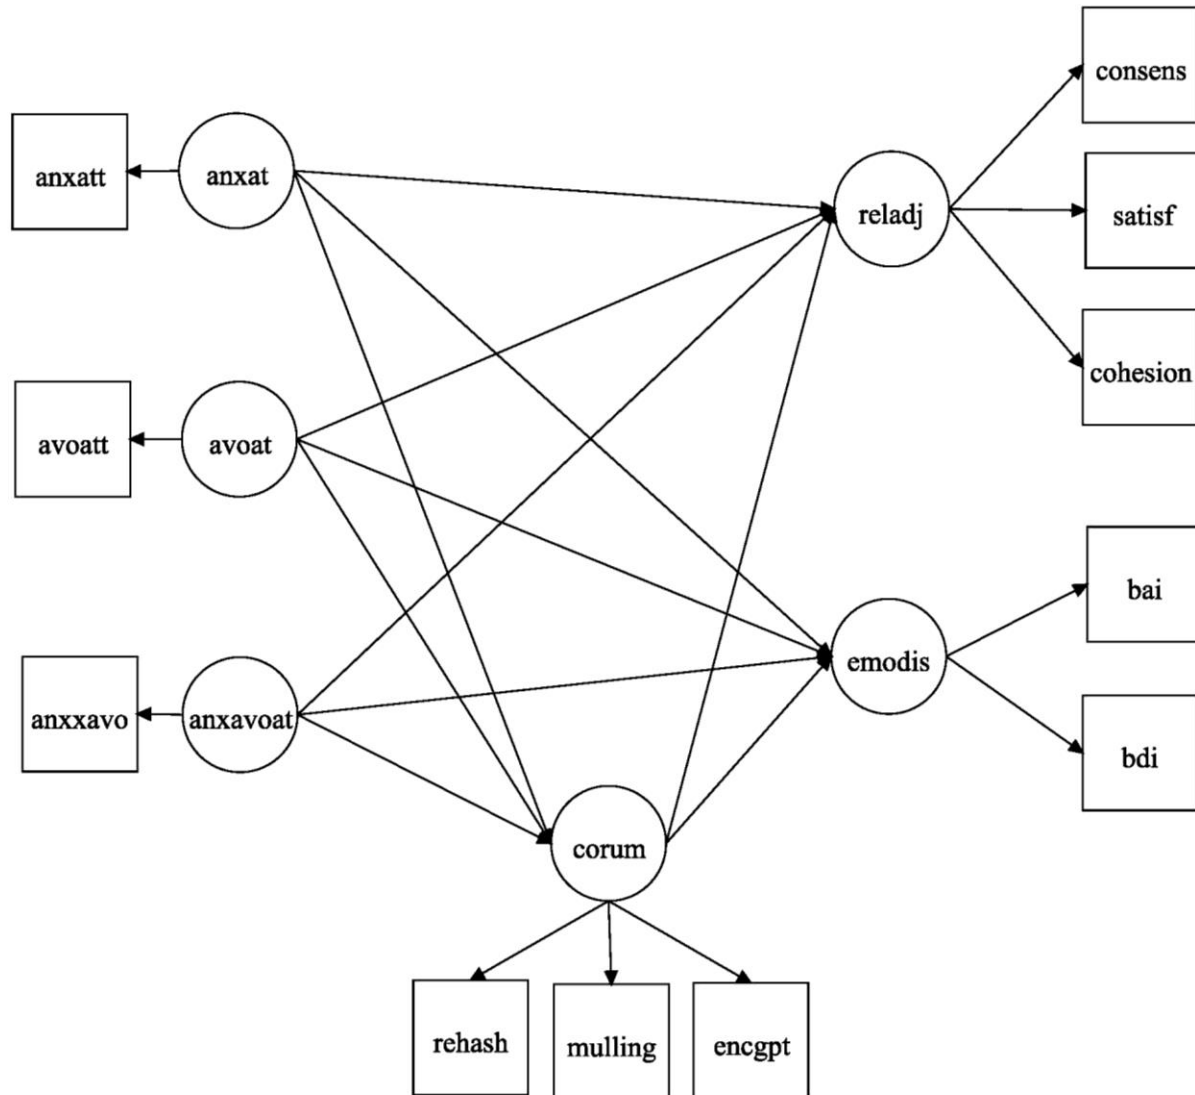 consens
anxatt
anxat
reladj
satisf
cohesion
avoatt
avoat
bai
emodis
anxxavo
anxavoat
bdi
corum
rehash
mulling
encgpt